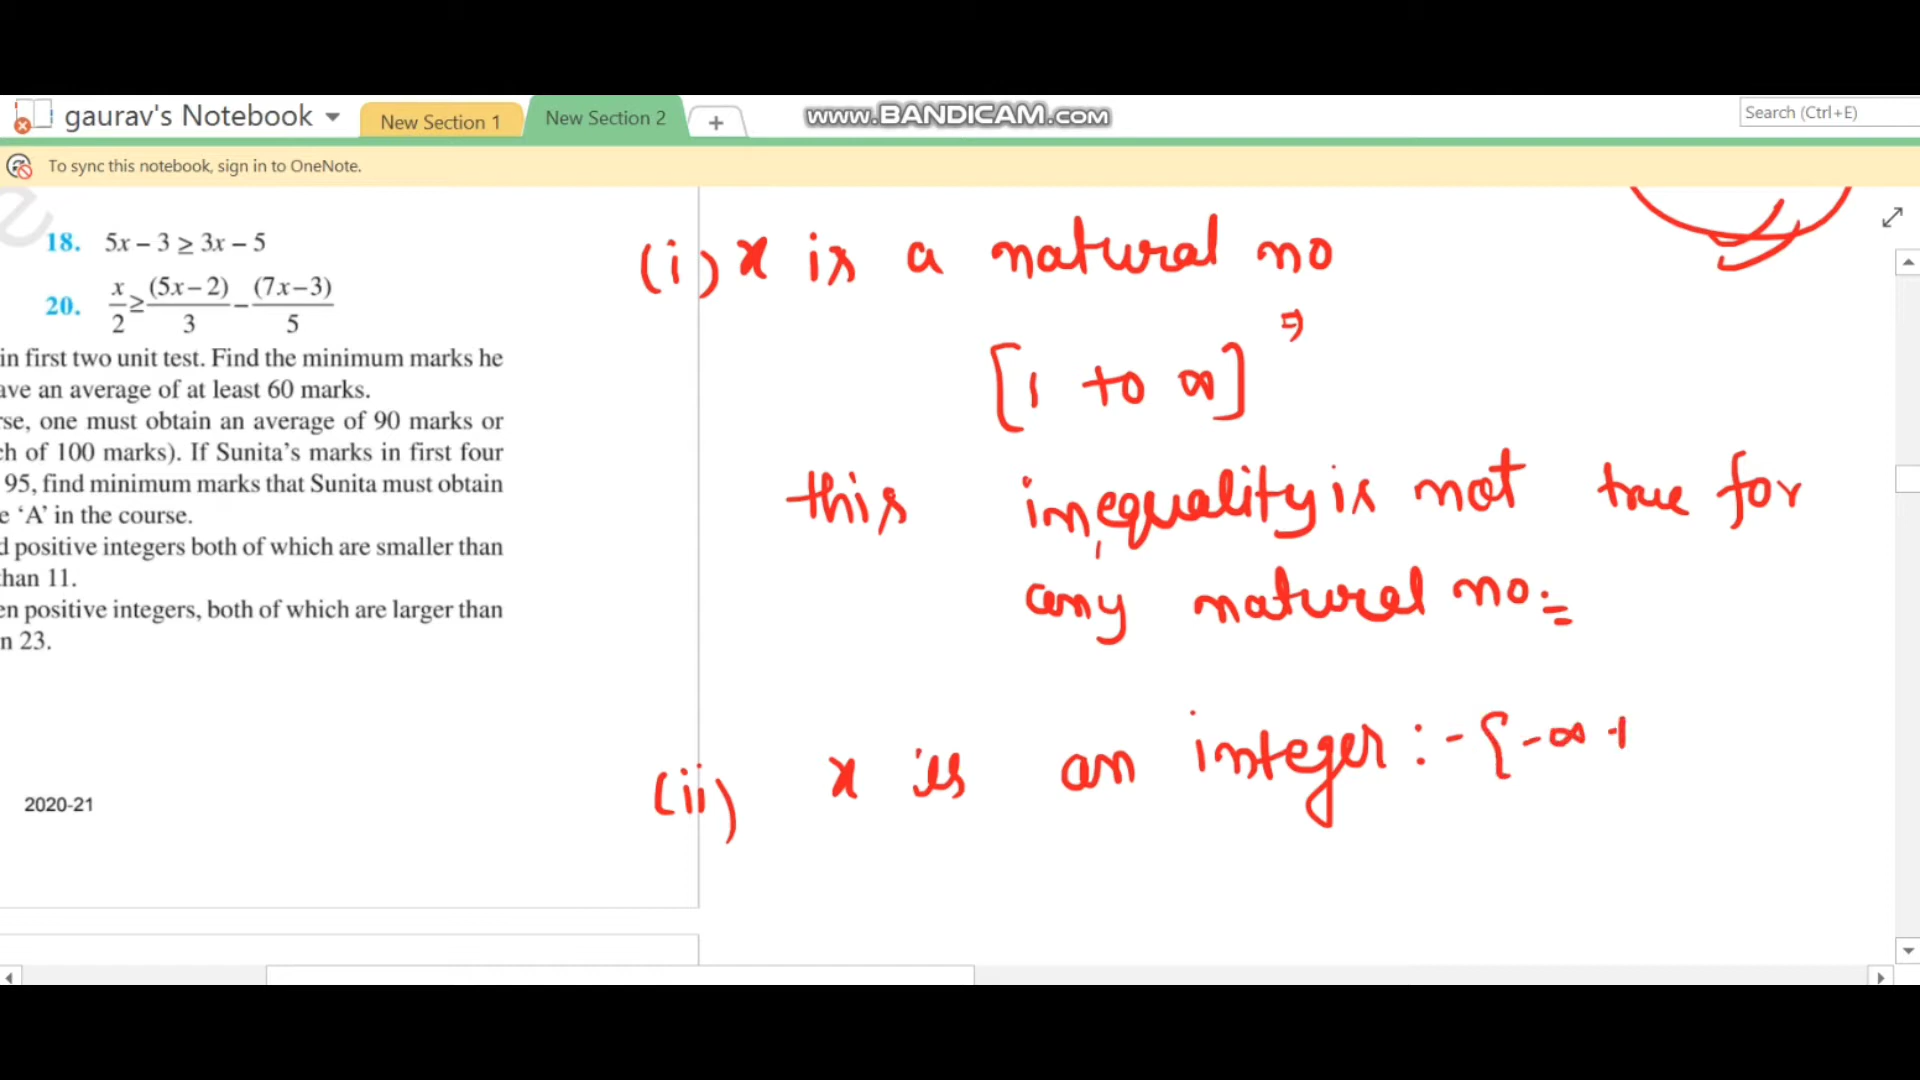 gaurav's Notebook
New Section 1
New Section 2
+
www.BANDICAM.com
Search (Ctrl+E)
To sync this notebook, sign in to OneNote.
18. 5x – 3 ≥ 3x – 5
20. x/2 ≥ (5x – 2)/3 – (7x – 3)/5
in first two unit test. Find the minimum marks he
ave an average of at least 60 marks.
rse, one must obtain an average of 90 marks or
ch of 100 marks). If Sunita's marks in first four
95, find minimum marks that Sunita must obtain
e 'A' in the course.
d positive integers both of which are smaller than
than 11.
en positive integers, both of which are larger than
n 23.
2020-21
(i) x is a natural no
[1 to ∞]
this inequality is not true for
any natural no.
(ii) x is an integer :- { -∞ +